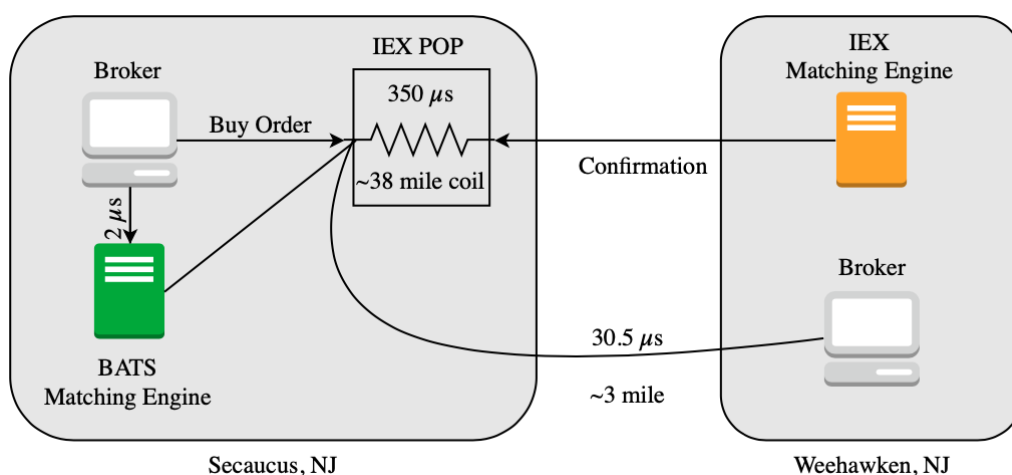 IEX POP
Broker
350 μs
Buy Order
~38 mile coil
2 μs
BATS
Matching Engine
Secaucus, NJ
Confirmation
30.5 μs
~3 mile
IEX
Matching Engine
Broker
Weehawken, NJ